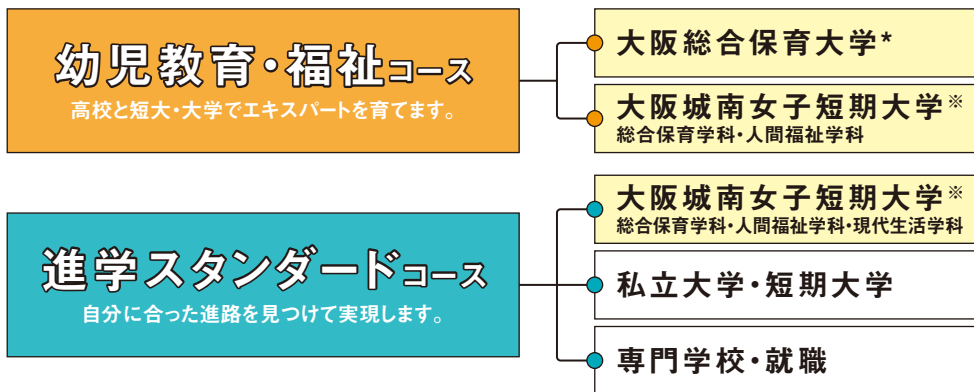 幼児教育・福祉コース
高校と短大・大学でエキスパートを育てます。
大阪総合保育大学*
大阪城南女子短期大学※
総合保育学科・人間福祉学科
進学スタンダードコース
自分に合った進路を見つけて実現します。
大阪城南女子短期大学※
総合保育学科・人間福祉学科・現代生活学科
私立大学・短期大学
専門学校・就職